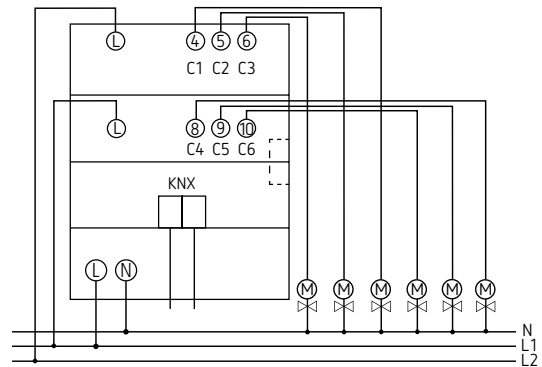 L 4 5 6
C1 C2 C3
L 8 9 10
C4 C5 C6
KNX
L N
M M M M M M
N
L1
L2